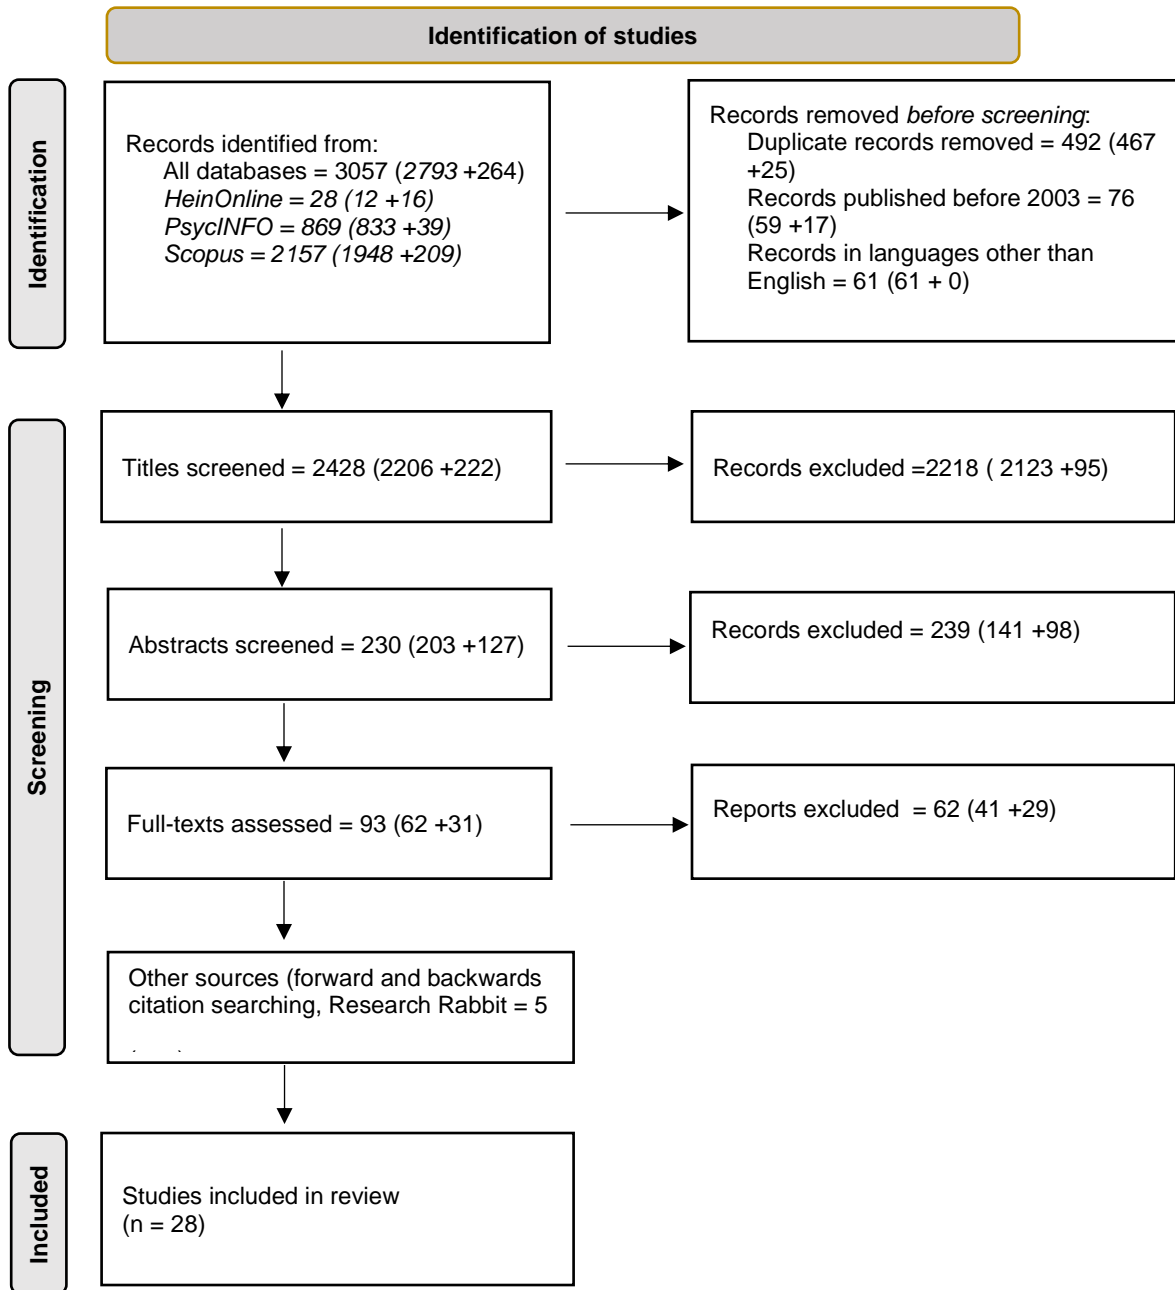 Identification of studies
Identification
Records identified from:
All databases = 3057 (2793 +264)
HeinOnline = 28 (12 +16)
PsycINFO = 869 (833 +39)
Scopus = 2157 (1948 +209)
Records removed before screening:
Duplicate records removed = 492 (467
+25)
Records published before 2003 = 76
(59 +17)
Records in languages other than
English = 61 (61 + 0)
Screening
Titles screened = 2428 (2206 +222)
Records excluded =2218 ( 2123 +95)
Abstracts screened = 230 (203 +127)
Records excluded = 239 (141 +98)
Full-texts assessed = 93 (62 +31)
Reports excluded  = 62 (41 +29)
Other sources (forward and backwards
citation searching, Research Rabbit = 5
Included
Studies included in review
(n = 28)